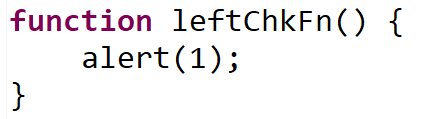 function leftChkFn() {
    alert(1);
}